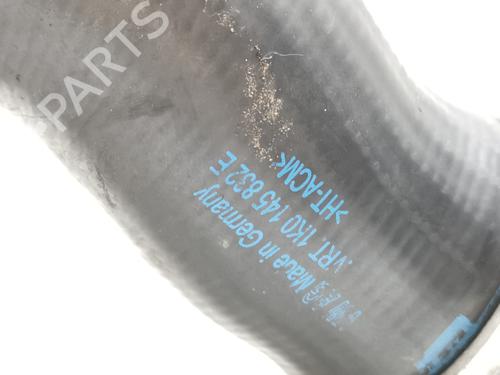 PARTS
>HT-ACM<
.VRT. 1K0 145 832 E
Made in Germany